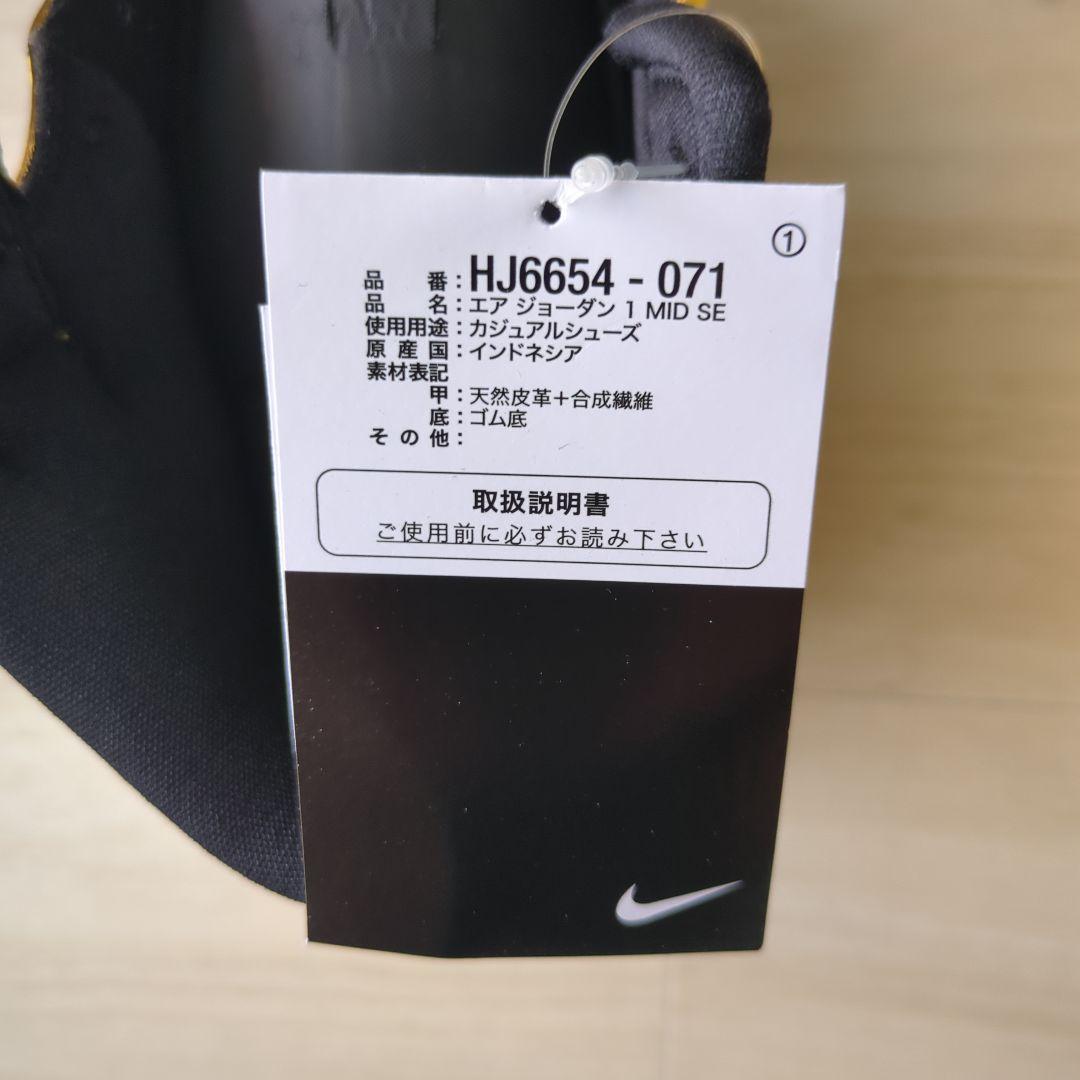 ①
品番：HJ6654 - 071
品名：エア ジョーダン 1 MID SE
使用用途：カジュアルシューズ
原産国：インドネシア
素材表記
甲：天然皮革＋合成繊維
底：ゴム底
その他：
取扱説明書
ご使用前に必ずお読み下さい